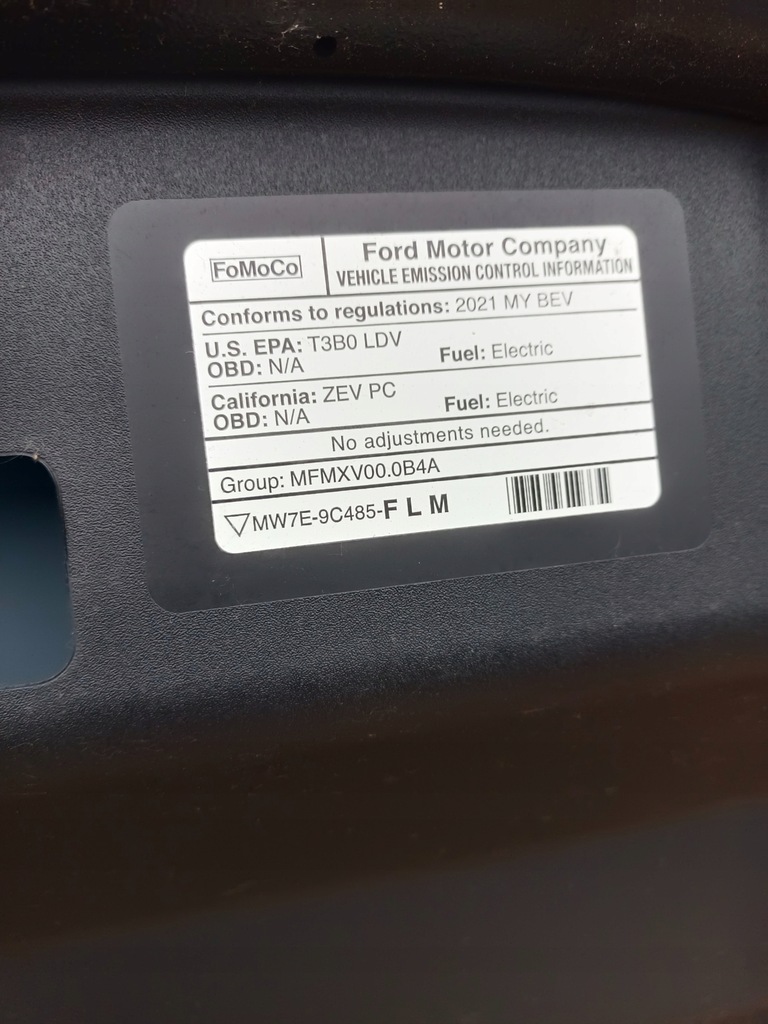 FoMoCo
Ford Motor Company
VEHICLE EMISSION CONTROL INFORMATION
Conforms to regulations: 2021 MY BEV
U.S. EPA: T3B0 LDV
OBD: N/A Fuel: Electric
California: ZEV PC
OBD: N/A Fuel: Electric
No adjustments needed.
Group: MFMXV00.0B4A
MW7E-9C485-F L M